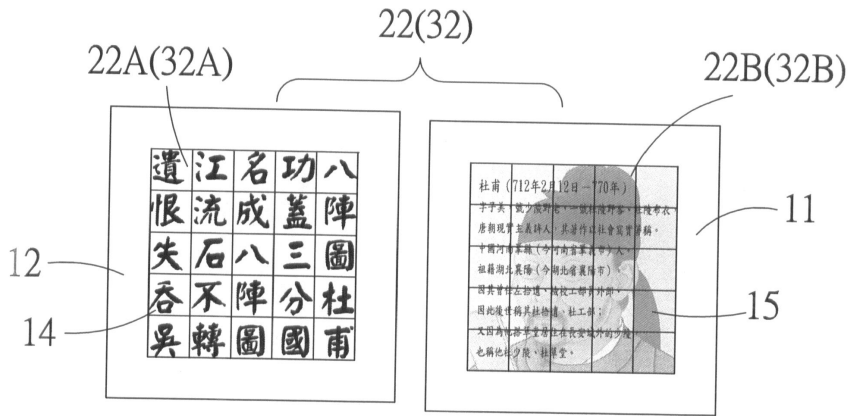 22(32)
22A(32A)
22B(32B)
八陣圖杜甫
功蓋三分國
名成八陣圖
江流石不轉
遺恨失吞吳
12
14
杜甫（712年2月12日－770年）
字子美，號少陵野老，一號杜陵野客、杜陵布衣，
唐朝現實主義詩人，其著作以社會寫實著稱。
中國河南鞏縣（今河南省鞏義市）人，
祖籍湖北襄陽（今湖北省襄陽市）。
因其曾任左拾遺、檢校工部員外郎，
因此後世稱其杜拾遺、杜工部；
又因為他搭草堂居住在長安城外的少陵，
也稱他杜少陵、杜草堂。
11
15